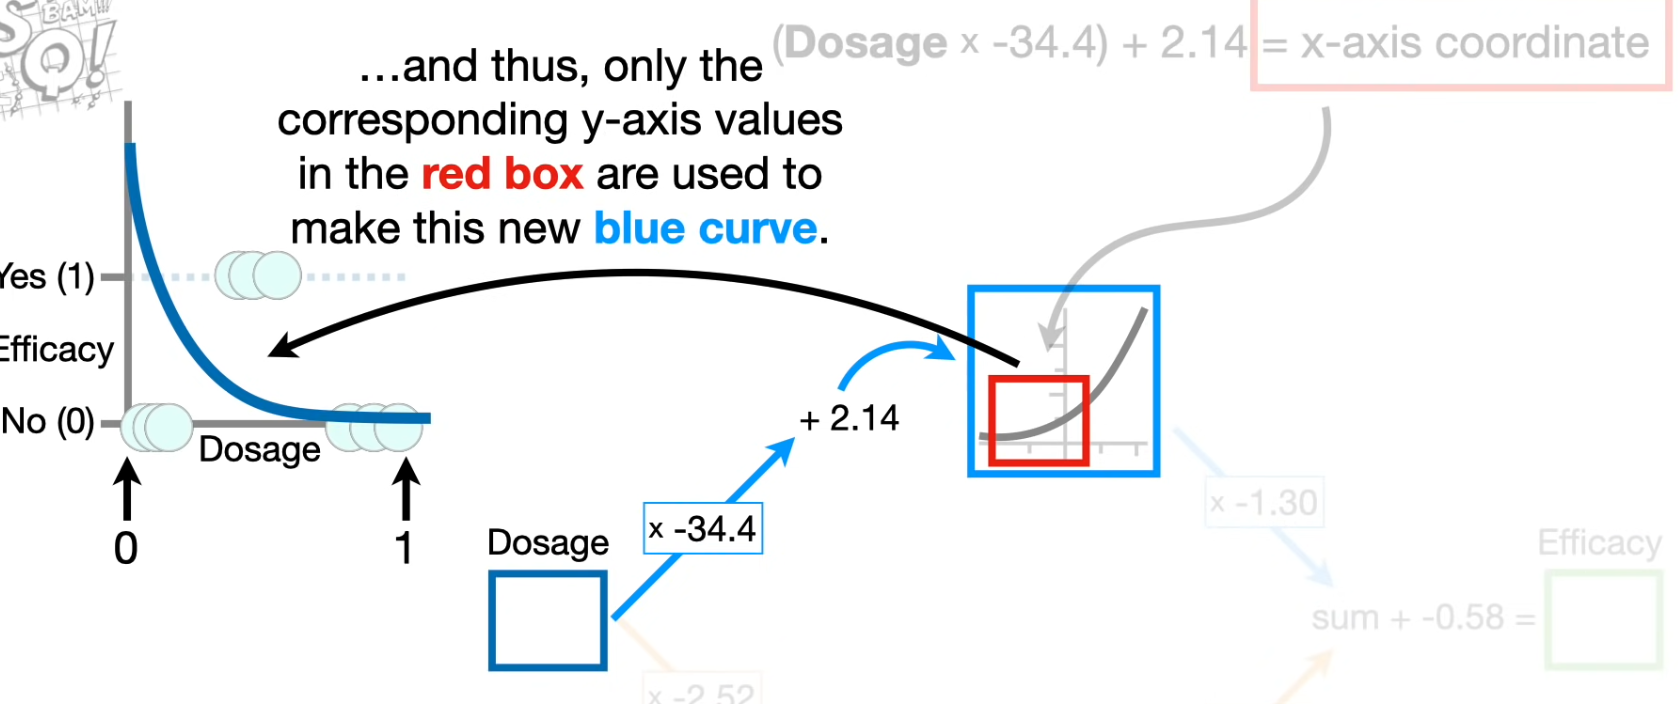 BAM!!!
SQ!
(Dosage x -34.4) + 2.14 = x-axis coordinate
...and thus, only the
corresponding y-axis values
in the red box are used to
make this new blue curve.
Yes (1)
Efficacy
No (0)
Dosage
0
1
+ 2.14
x -34.4
Dosage
x -1.30
Efficacy
sum + -0.58 =
x -2.52